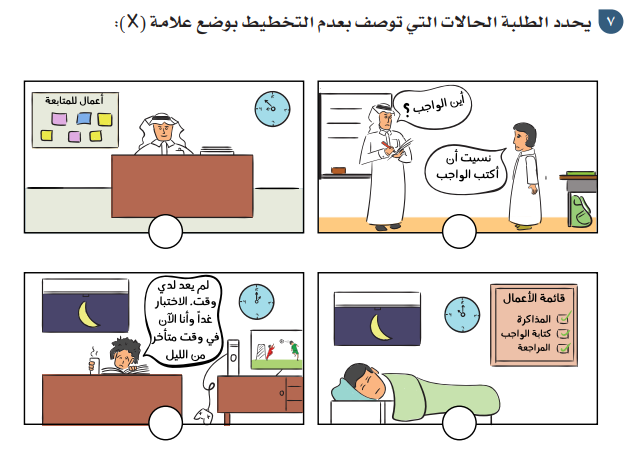 ٧ يحدد الطلبة الحالات التي توصف بعدم التخطيط بوضع علامة (X):
أين الواجب؟
نسيت أن
أكتب الواجب
أعمال للمتابعة
قائمة الأعمال
المذاكرة
كتابة الواجب
المراجعة
لم يعد لدي
وقت. الاختبار
غداً وأنا الآن
في وقت متأخر
من الليل